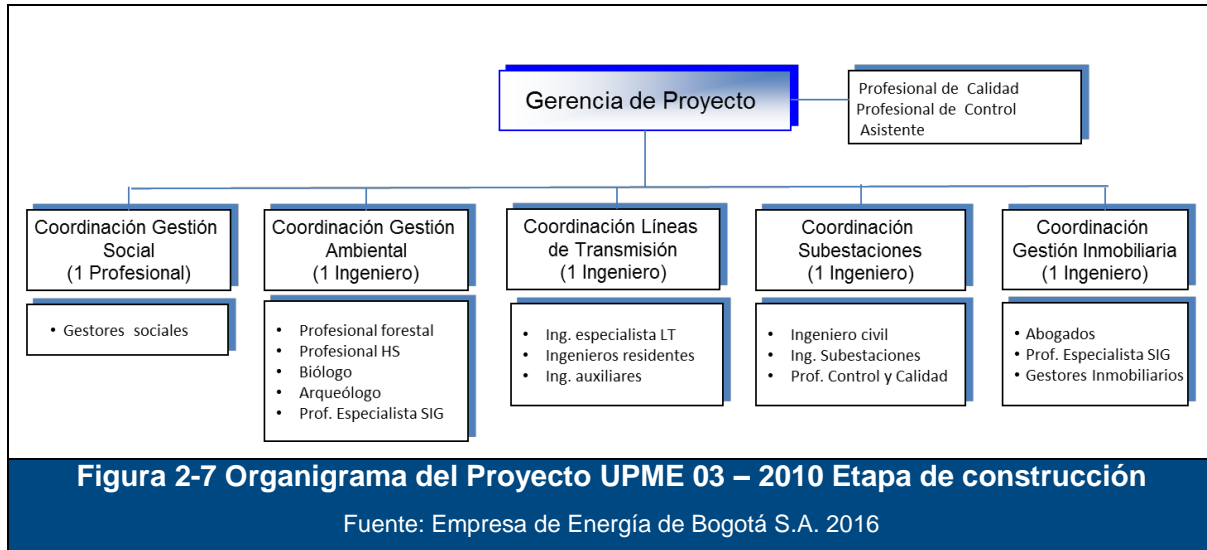 Gerencia de Proyecto
Profesional de Calidad
Profesional de Control
Asistente
Coordinación Gestión
Social
(1 Profesional)
Coordinación Gestión
Ambiental
(1 Ingeniero)
Coordinación Líneas
de Transmisión
(1 Ingeniero)
Coordinación
Subestaciones
(1 Ingeniero)
Coordinación
Gestión Inmobiliaria
(1 Ingeniero)
• Gestores sociales
• Profesional forestal
• Profesional HS
• Biólogo
• Arqueólogo
• Prof. Especialista SIG
• Ing. especialista LT
• Ingenieros residentes
• Ing. auxiliares
• Ingeniero civil
• Ing. Subestaciones
• Prof. Control y Calidad
• Abogados
• Prof. Especialista SIG
• Gestores Inmobiliarios
Figura 2-7 Organigrama del Proyecto UPME 03 – 2010 Etapa de construcción
Fuente: Empresa de Energía de Bogotá S.A. 2016